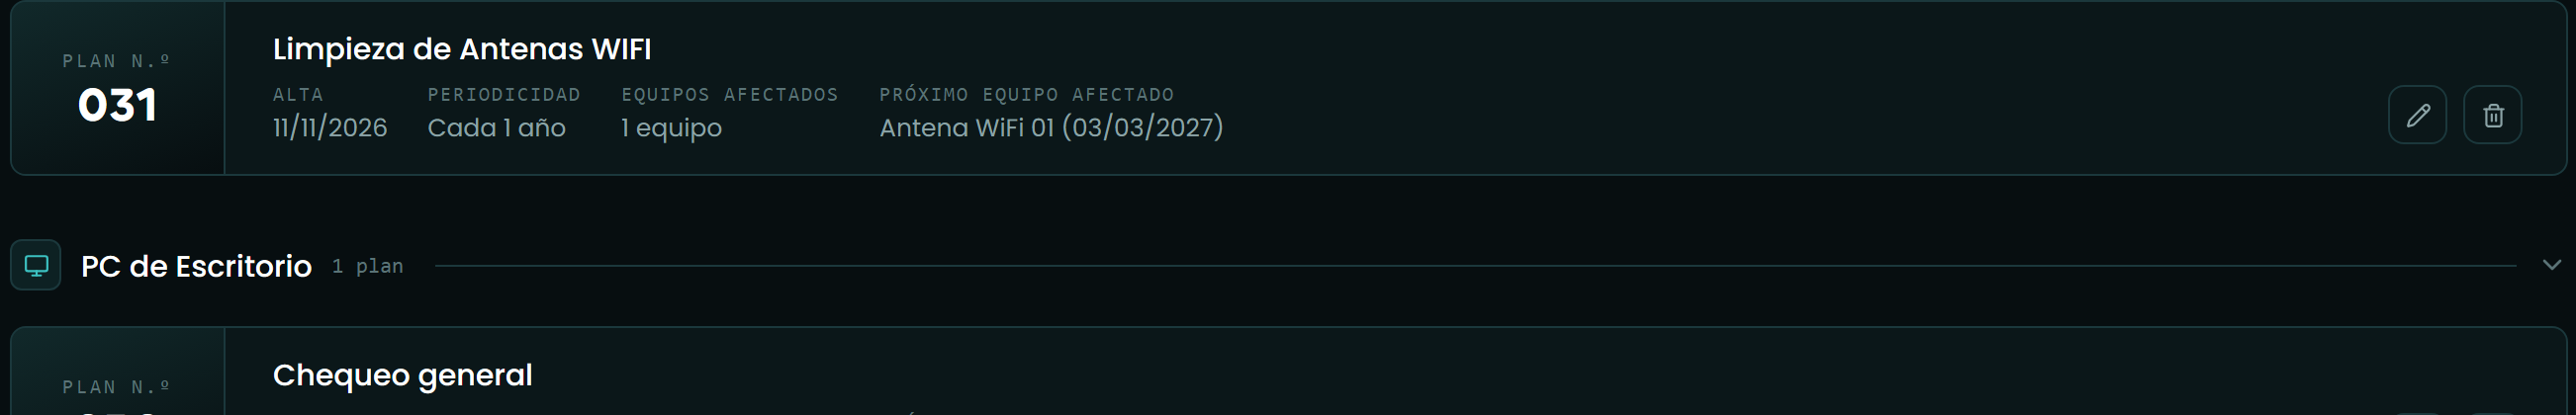 PLAN N.º
031
Limpieza de Antenas WIFI
ALTA PERIODICIDAD EQUIPOS AFECTADOS PRÓXIMO EQUIPO AFECTADO
11/11/2026 Cada 1 año 1 equipo Antena WiFi 01 (03/03/2027)
PC de Escritorio 1 plan
PLAN N.º
Chequeo general